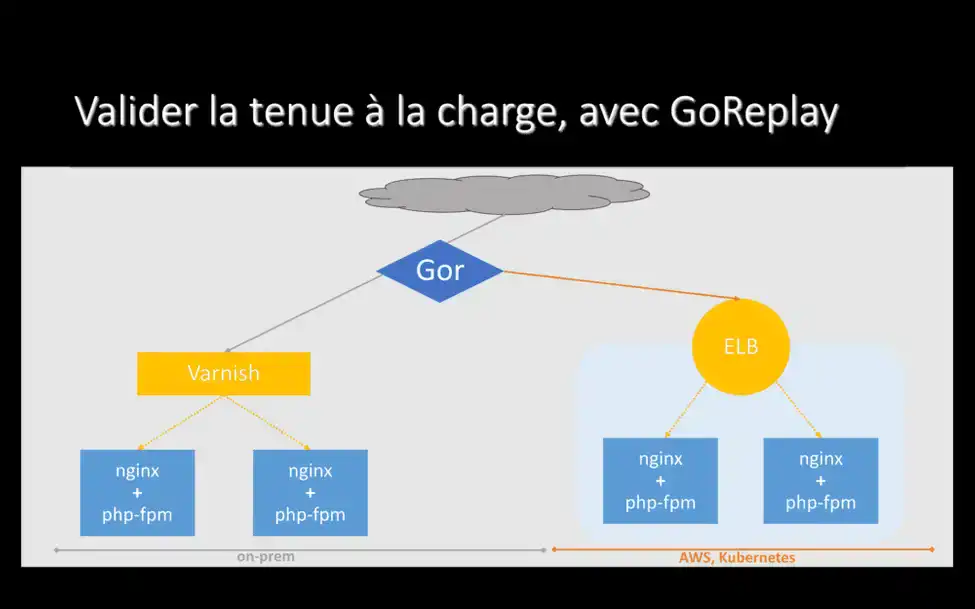 Valider la tenue à la charge, avec GoReplay
Gor
Varnish
ELB
nginx
+
php-fpm
nginx
+
php-fpm
nginx
+
php-fpm
nginx
+
php-fpm
on-prem
AWS, Kubernetes